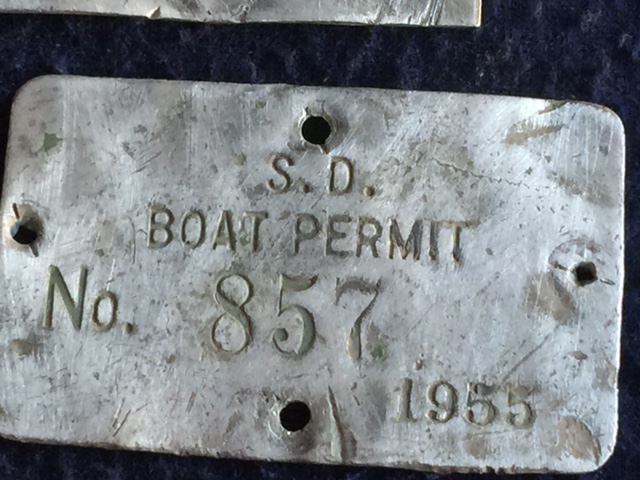 S. D.
BOAT PERMIT
No. 857
1955